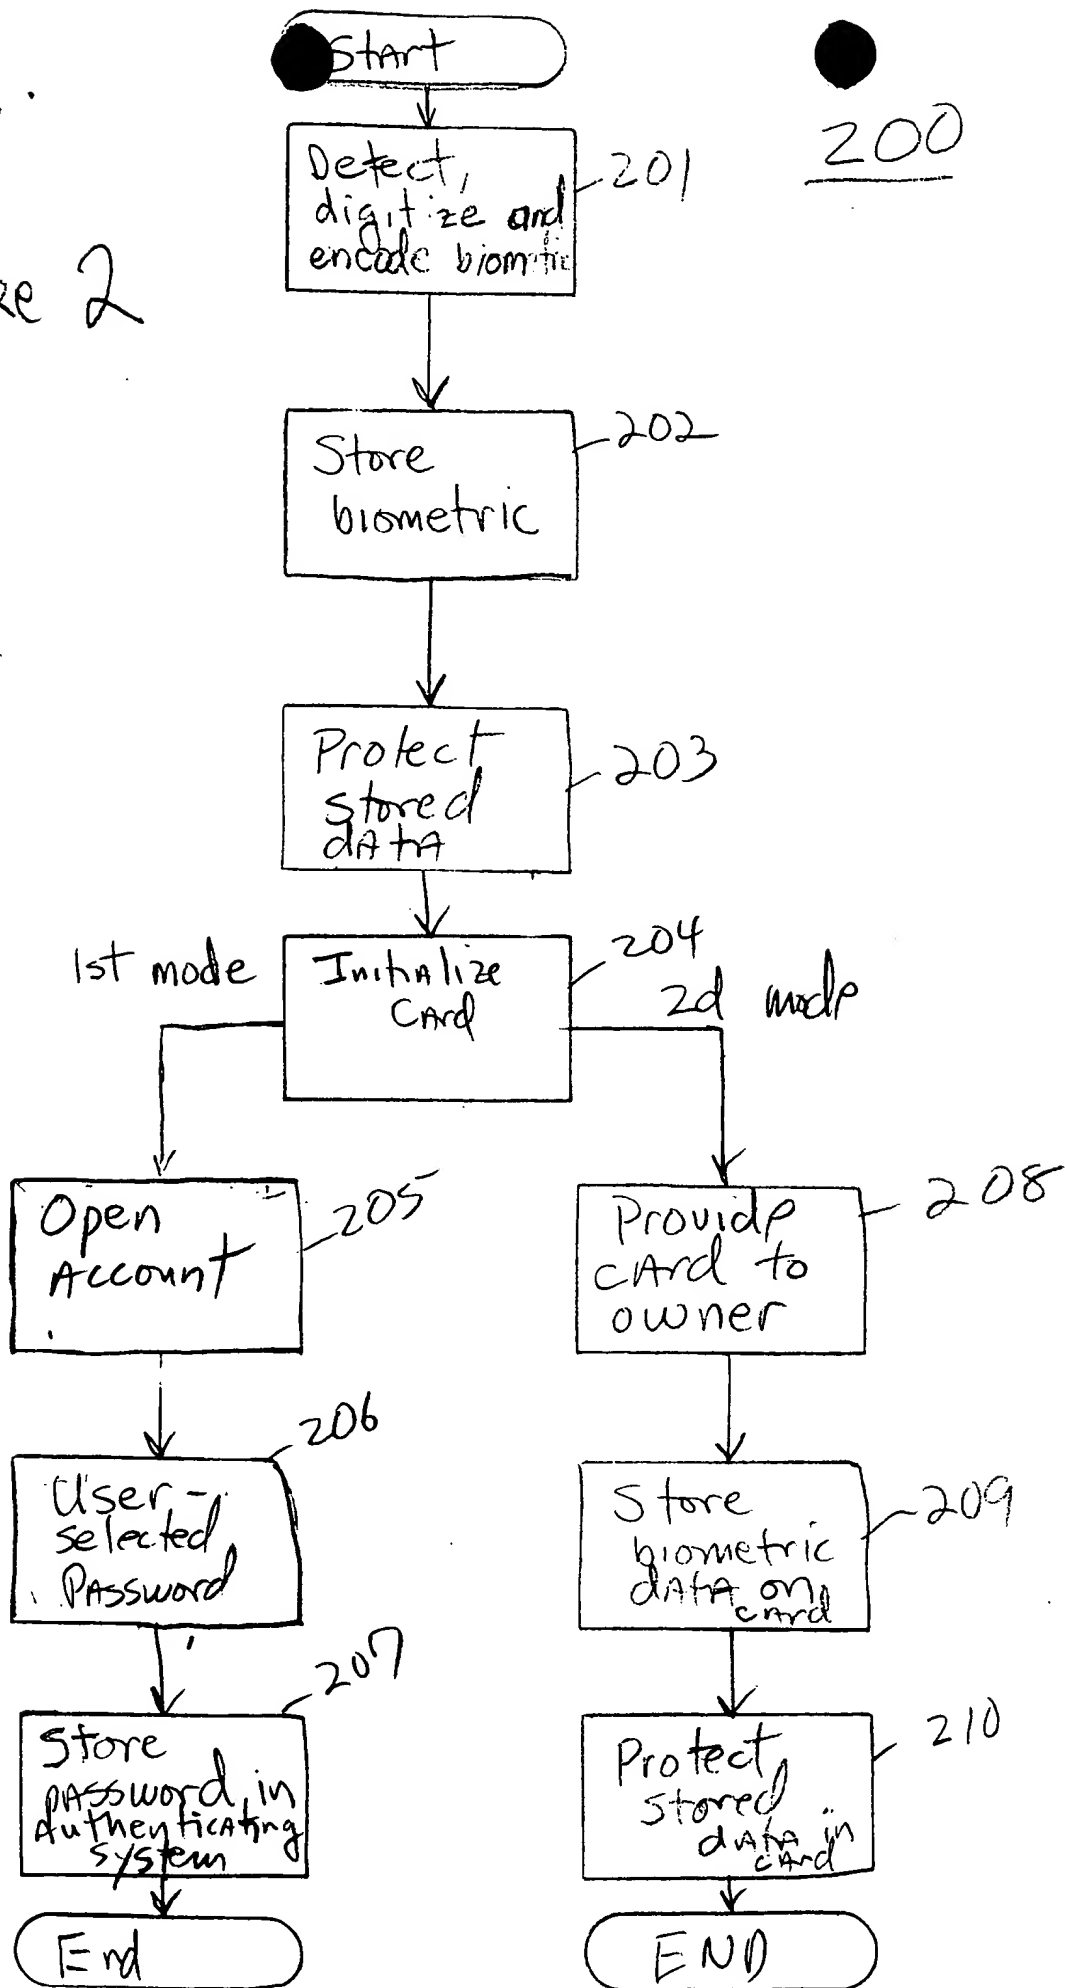 START
200
Detect,
digitize and
encode biometric
201
2
Store
biometric
202
Protect
stored
data
203
1st mode
Initialize
Card
204
2d mode
Open
Account
205
Provide
card to
owner
208
206
User-
selected
Password
Store
biometric
data on
card
209
207
Store
password in
Authenticating
system
Protect
stored
data in
card
210
End
END